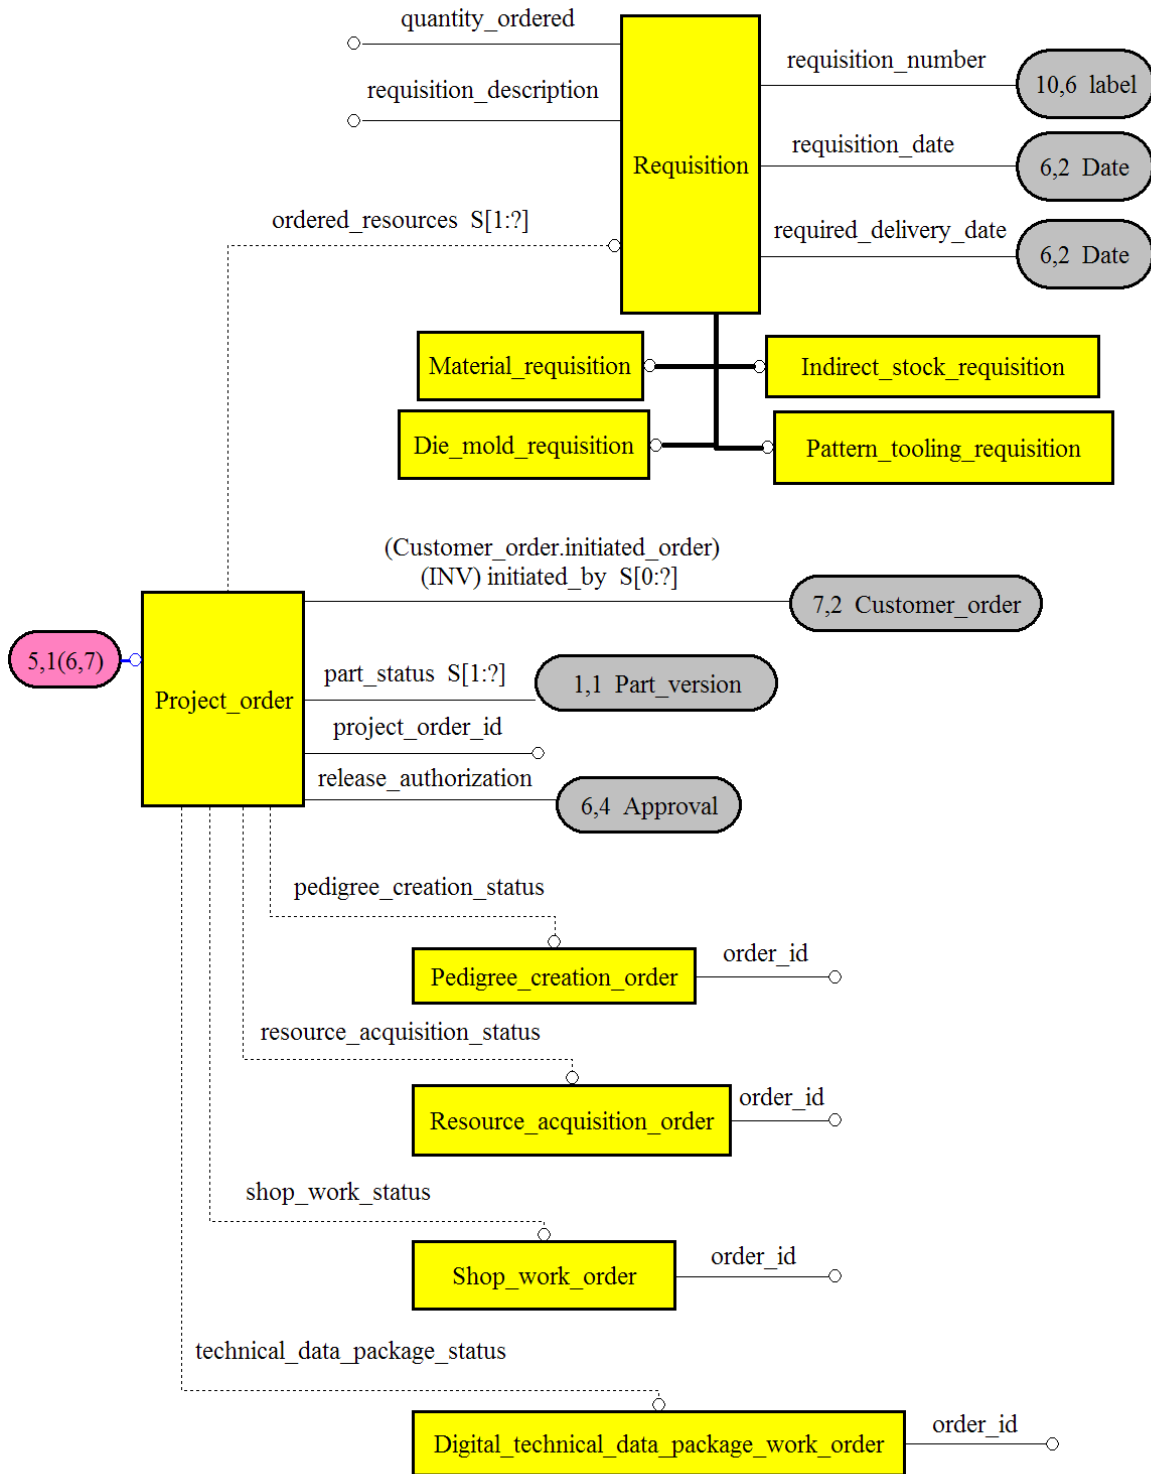 quantity_ordered
requisition_description
requisition_number
10,6 label
requisition_date
6,2 Date
Requisition
required_delivery_date
6,2 Date
ordered_resources S[1:?]
Material_requisition
Indirect_stock_requisition
Die_mold_requisition
Pattern_tooling_requisition
(Customer_order.initiated_order)
(INV) initiated_by S[0:?]
7,2 Customer_order
5,1(6,7)
Project_order
part_status S[1:?]
1,1 Part_version
project_order_id
release_authorization
6,4 Approval
pedigree_creation_status
Pedigree_creation_order
order_id
resource_acquisition_status
Resource_acquisition_order
order_id
shop_work_status
Shop_work_order
order_id
technical_data_package_status
Digital_technical_data_package_work_order
order_id